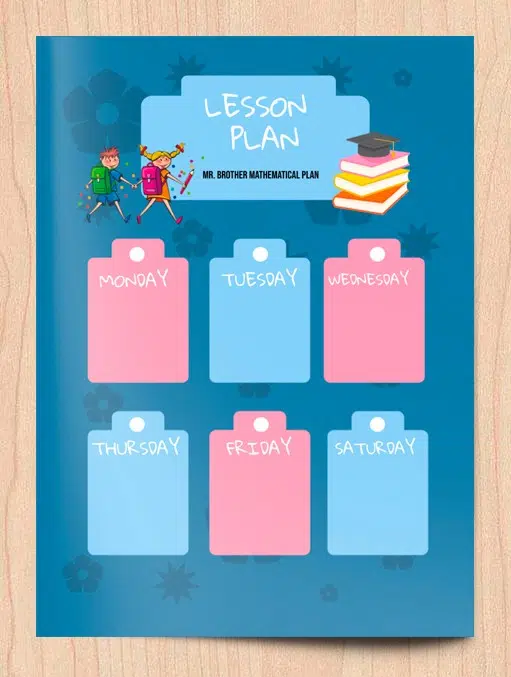 LESSON
PLAN
MR. BROTHER MATHEMATICAL PLAN
MONDAY
TUESDAY
WEDNESDAY
THURSDAY
FRIDAY
SATURDAY